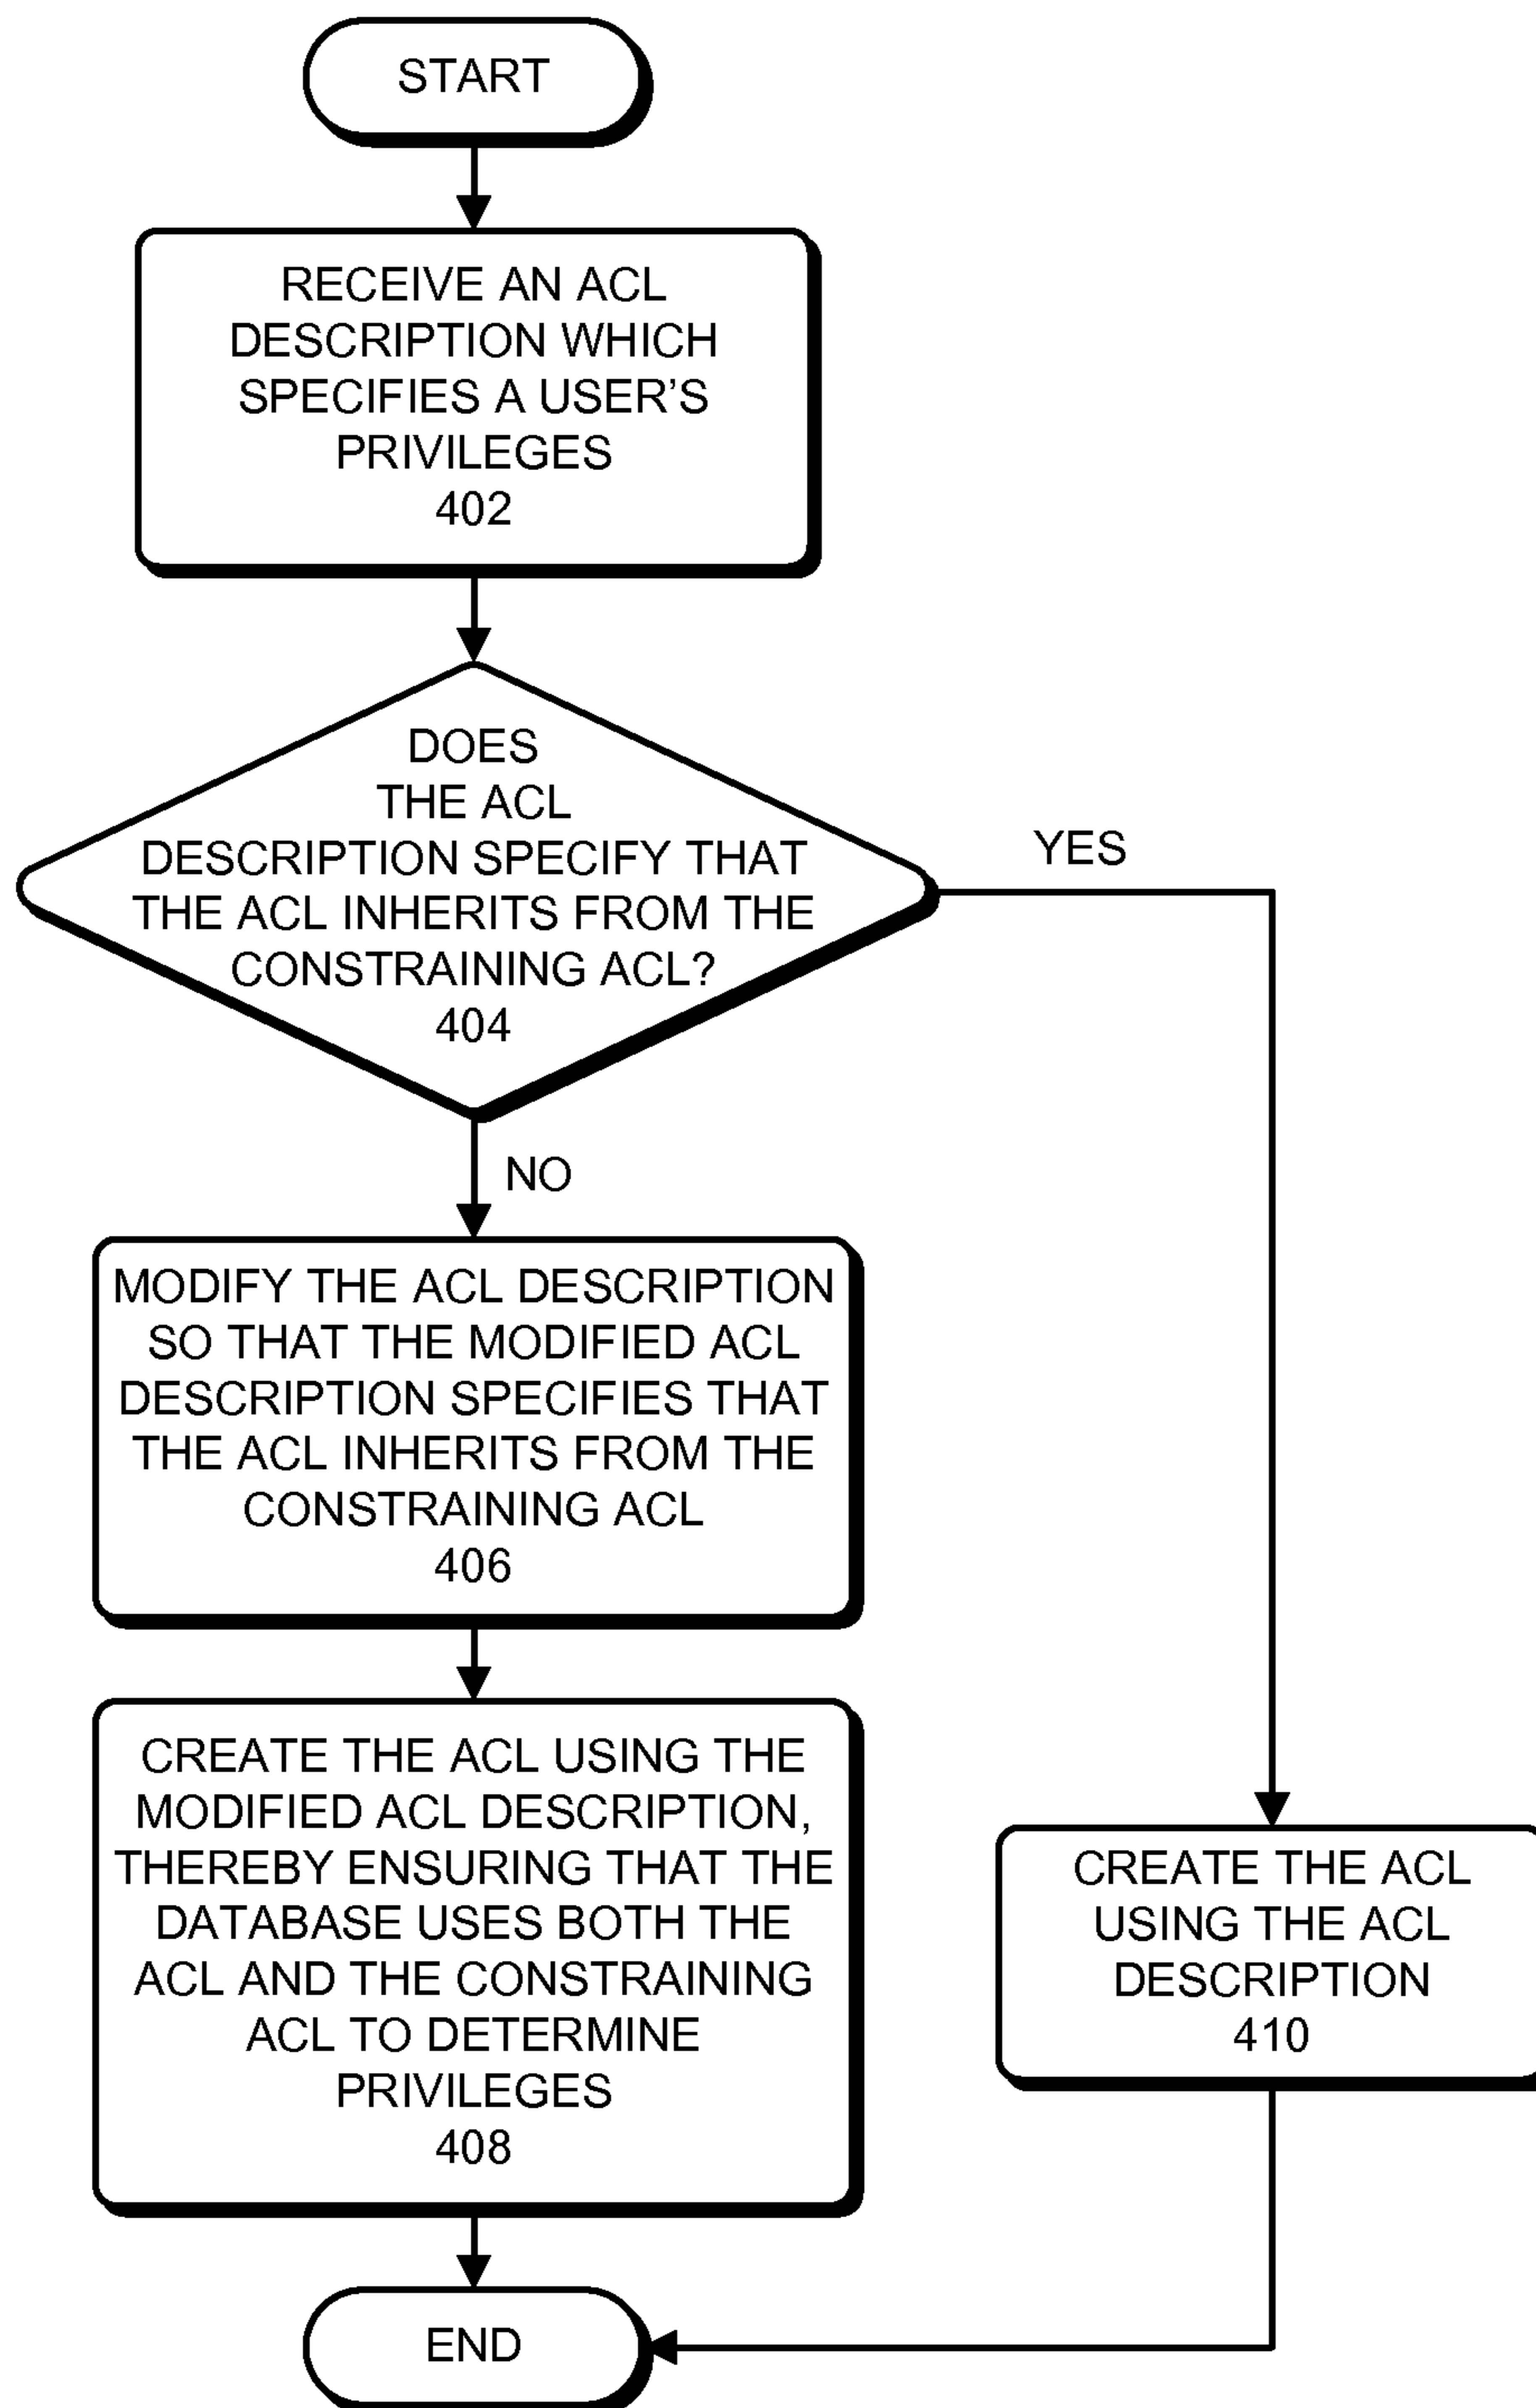 START
RECEIVE AN ACL
DESCRIPTION WHICH
SPECIFIES A USER’S
PRIVILEGES
402
DOES
THE ACL
DESCRIPTION SPECIFY THAT
THE ACL INHERITS FROM THE
CONSTRAINING ACL?
404
YES
NO
MODIFY THE ACL DESCRIPTION
SO THAT THE MODIFIED ACL
DESCRIPTION SPECIFIES THAT
THE ACL INHERITS FROM THE
CONSTRAINING ACL
406
CREATE THE ACL USING THE
MODIFIED ACL DESCRIPTION,
THEREBY ENSURING THAT THE
DATABASE USES BOTH THE
ACL AND THE CONSTRAINING
ACL TO DETERMINE
PRIVILEGES
408
CREATE THE ACL
USING THE ACL
DESCRIPTION
410
END